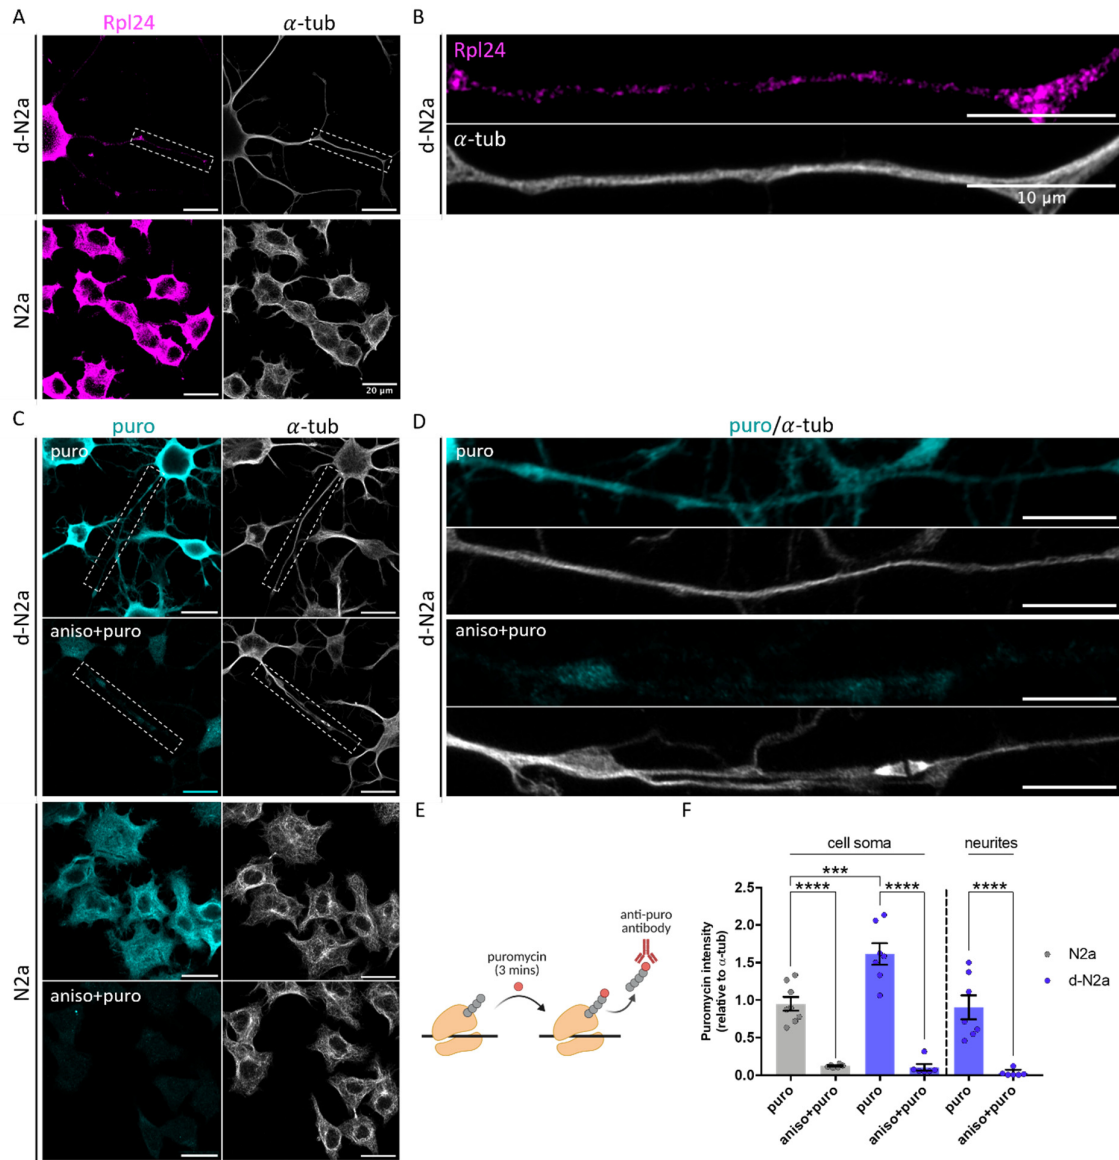 A
Rpl24
α-tub
d-N2a
N2a
20 μm
B
Rpl24
α-tub
d-N2a
10 μm
C
puro
α-tub
puro
d-N2a
aniso+puro
N2a
aniso+puro
D
puro/α-tub
puro
d-N2a
aniso+puro
E
puromycin
(3 mins)
anti-puro
antibody
F
cell soma
neurites
***
****
****
****
Puromycin intensity
(relative to α-tub)
2.5
2.0
1.5
1.0
0.5
0.0
puro
aniso+puro
puro
aniso+puro
puro
aniso+puro
N2a
d-N2a